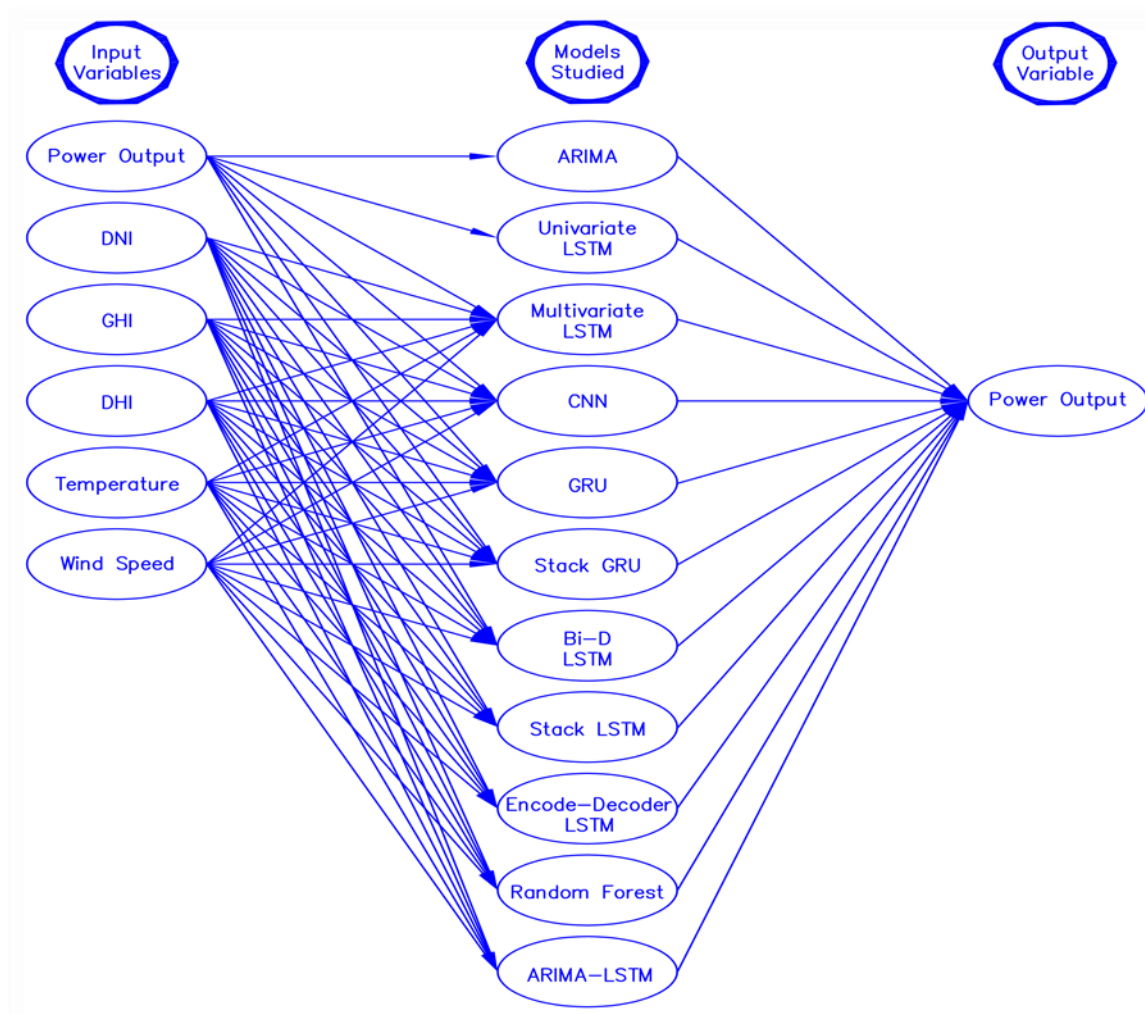 Input
Variables
Models
Studied
Output
Variable
Power Output
DNI
GHI
DHI
Temperature
Wind Speed
ARIMA
Univariate
LSTM
Multivariate
LSTM
CNN
GRU
Stack GRU
Bi-D
LSTM
Stack LSTM
Encode-Decoder
LSTM
Random Forest
ARIMA-LSTM
Power Output